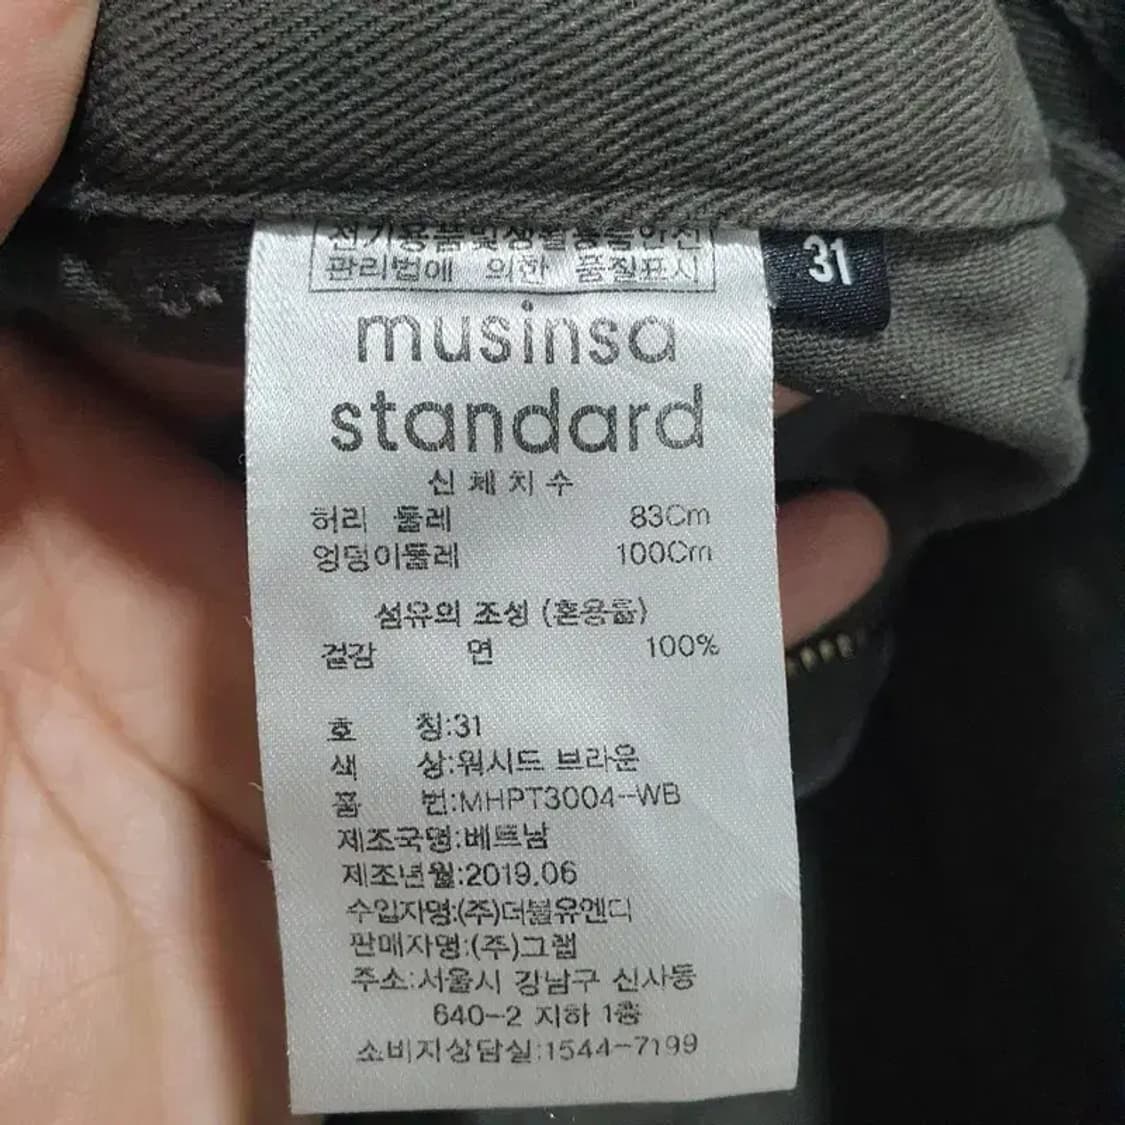 전기용품및생활용품안전
관리법에 의한 품질표시
31
musinsa
standard
신체치수
허리 둘레 83Cm
엉덩이둘레 100Cm
섬유의 조성 (혼용률)
겉감 면 100%
호 칭:31
색 상:워시드 브라운
품 번:MHPT3004-WB
제조국명:베트남
제조년월:2019.06
수입자명:(주)더블유엔디
판매자명:(주)그랩
주소:서울시 강남구 신사동
640-2 지하 1층
소비자상담실:1544-7199